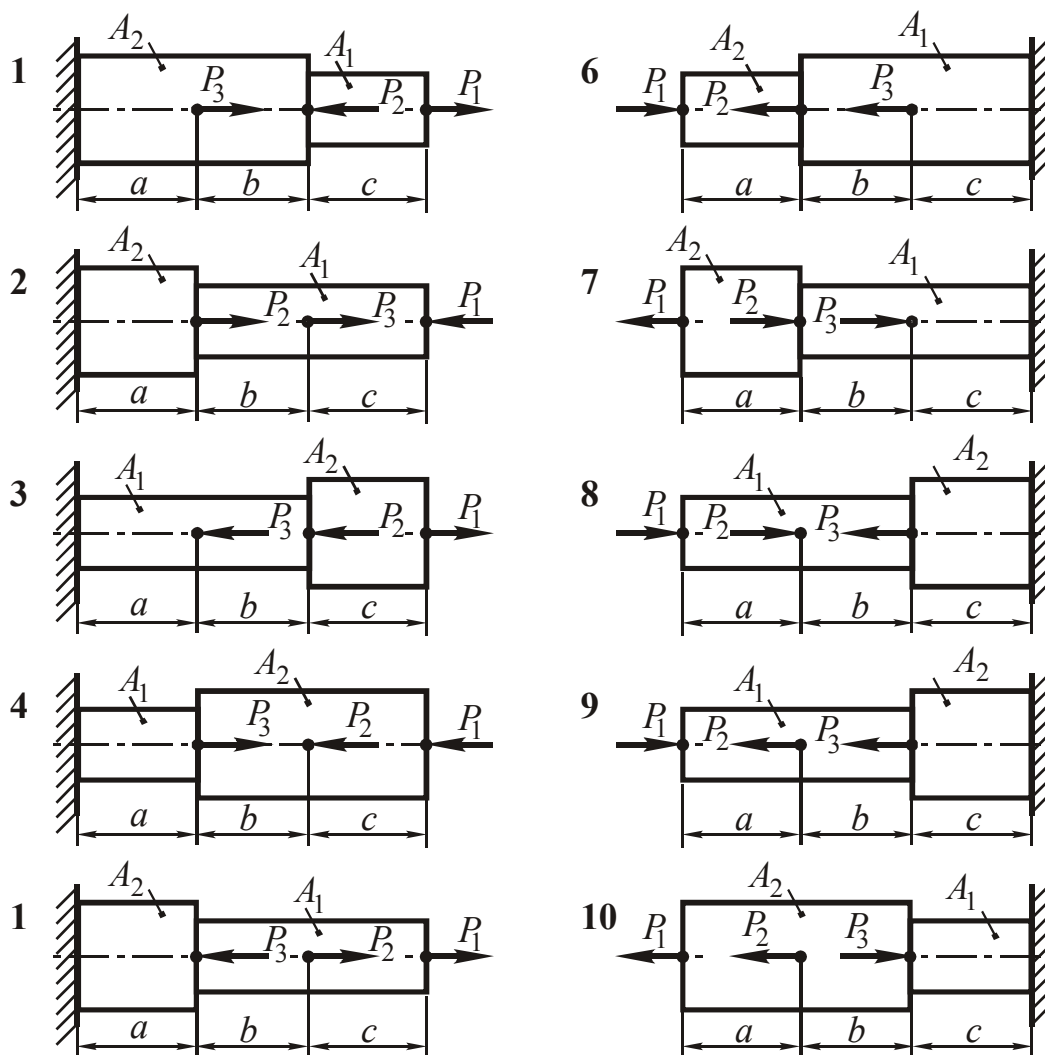 1 A₂ A₁ P₃ P₂ P₁
a b c
2 A₂ A₁ P₂ P₃ P₁
a b c
3 A₁ A₂ P₃ P₂ P₁
a b c
4 A₁ A₂ P₃ P₂ P₁
a b c
1 A₂ A₁ P₃ P₂ P₁
a b c
6 A₂ A₁ P₁ P₂ P₃
a b c
7 A₂ A₁ P₁ P₂ P₃
a b c
8 A₁ A₂ P₁ P₂ P₃
a b c
9 A₁ A₂ P₁ P₂ P₃
a b c
10 A₂ A₁ P₁ P₂ P₃
a b c